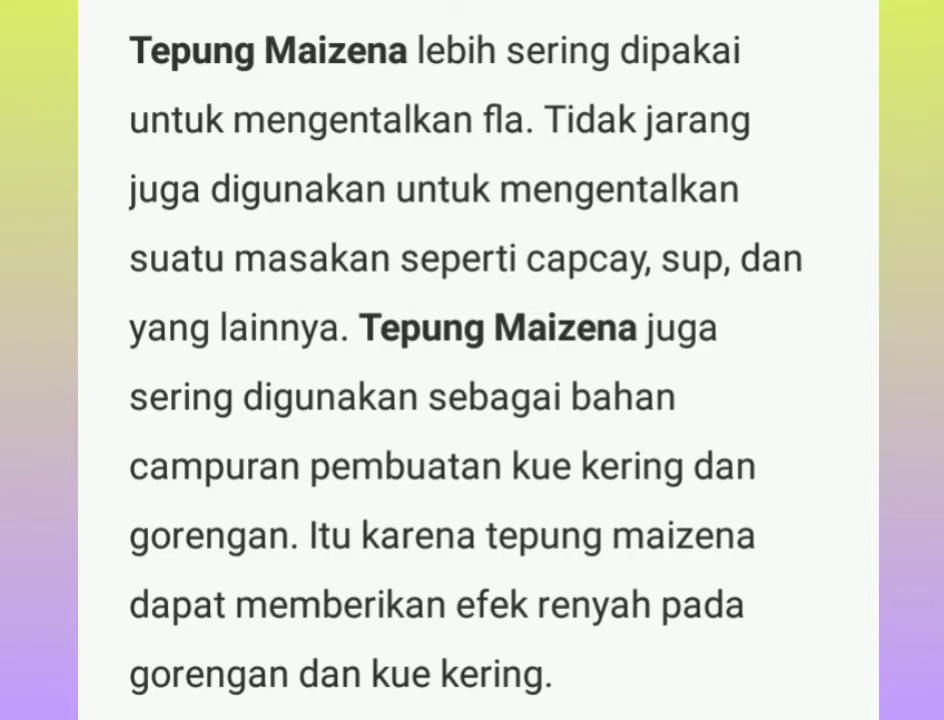 Tepung Maizena lebih sering dipakai
untuk mengentalkan fla. Tidak jarang
juga digunakan untuk mengentalkan
suatu masakan seperti capcay, sup, dan
yang lainnya. Tepung Maizena juga
sering digunakan sebagai bahan
campuran pembuatan kue kering dan
gorengan. Itu karena tepung maizena
dapat memberikan efek renyah pada
gorengan dan kue kering.